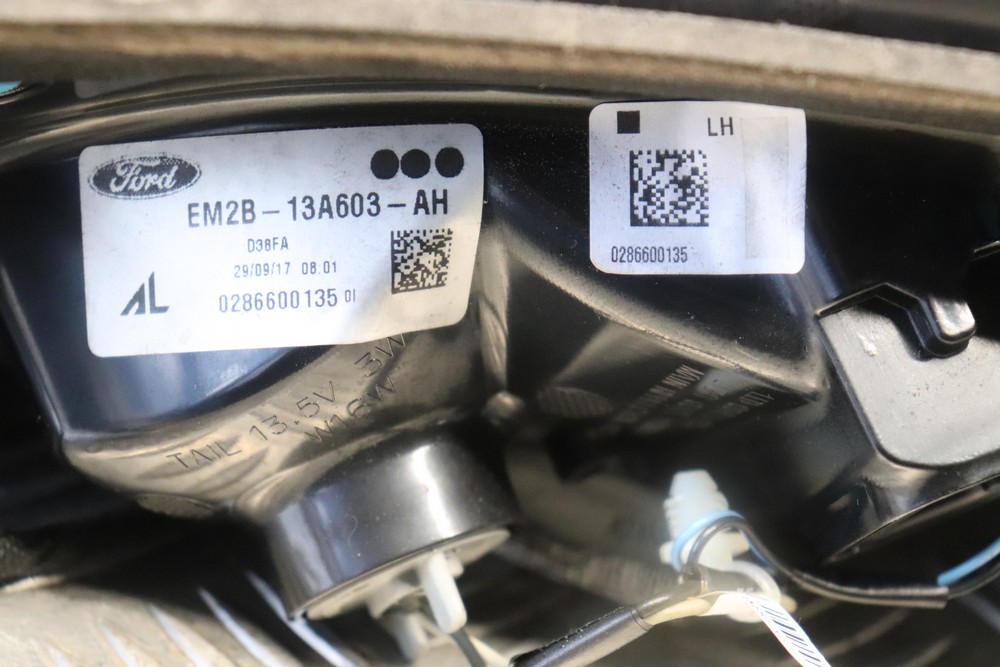 Ford
EM2B-13A603-AH
D38FA
29/09/17 08.01
AL
0286600135 01
LH
0286600135
TAIL 13.5V 3W
W16W